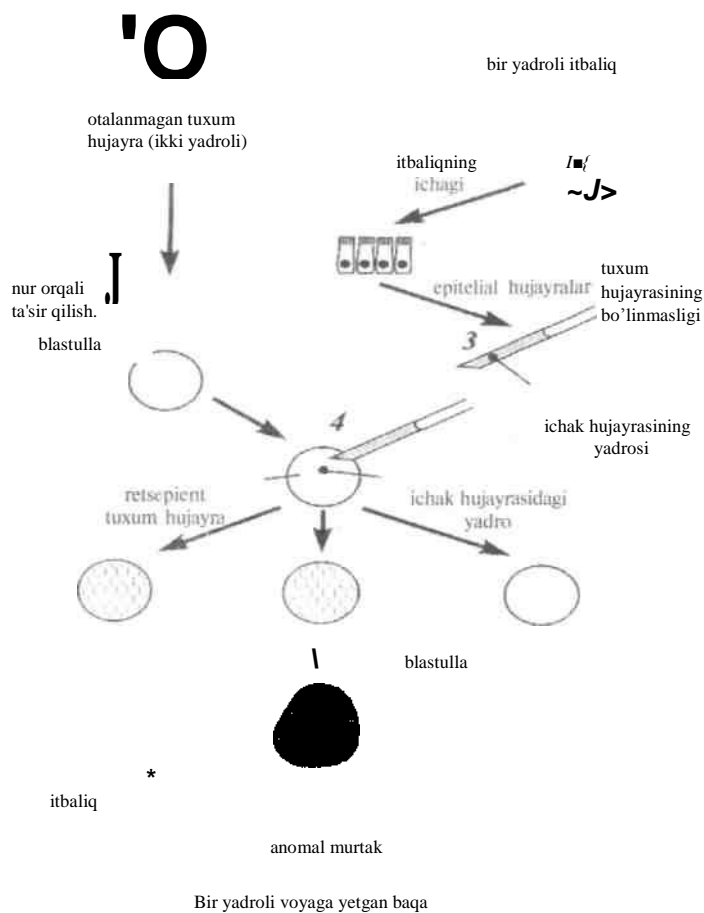 'O
bir yadroli itbaliq
otalanmagan tuxum
hujayra (ikki yadroli)
itbaliqning
ichagi
~J>
nur orqali
ta'sir qilish.
epitelial hujayralar
tuxum
hujayrasining
bo'linmasligi
3
blastulla
4
ichak hujayrasining
yadrosi
retsepient
tuxum hujayra
ichak hujayrasidagi
yadro
\
blastulla
*
itbaliq
anomal murtak
Bir yadroli voyaga yetgan baqa